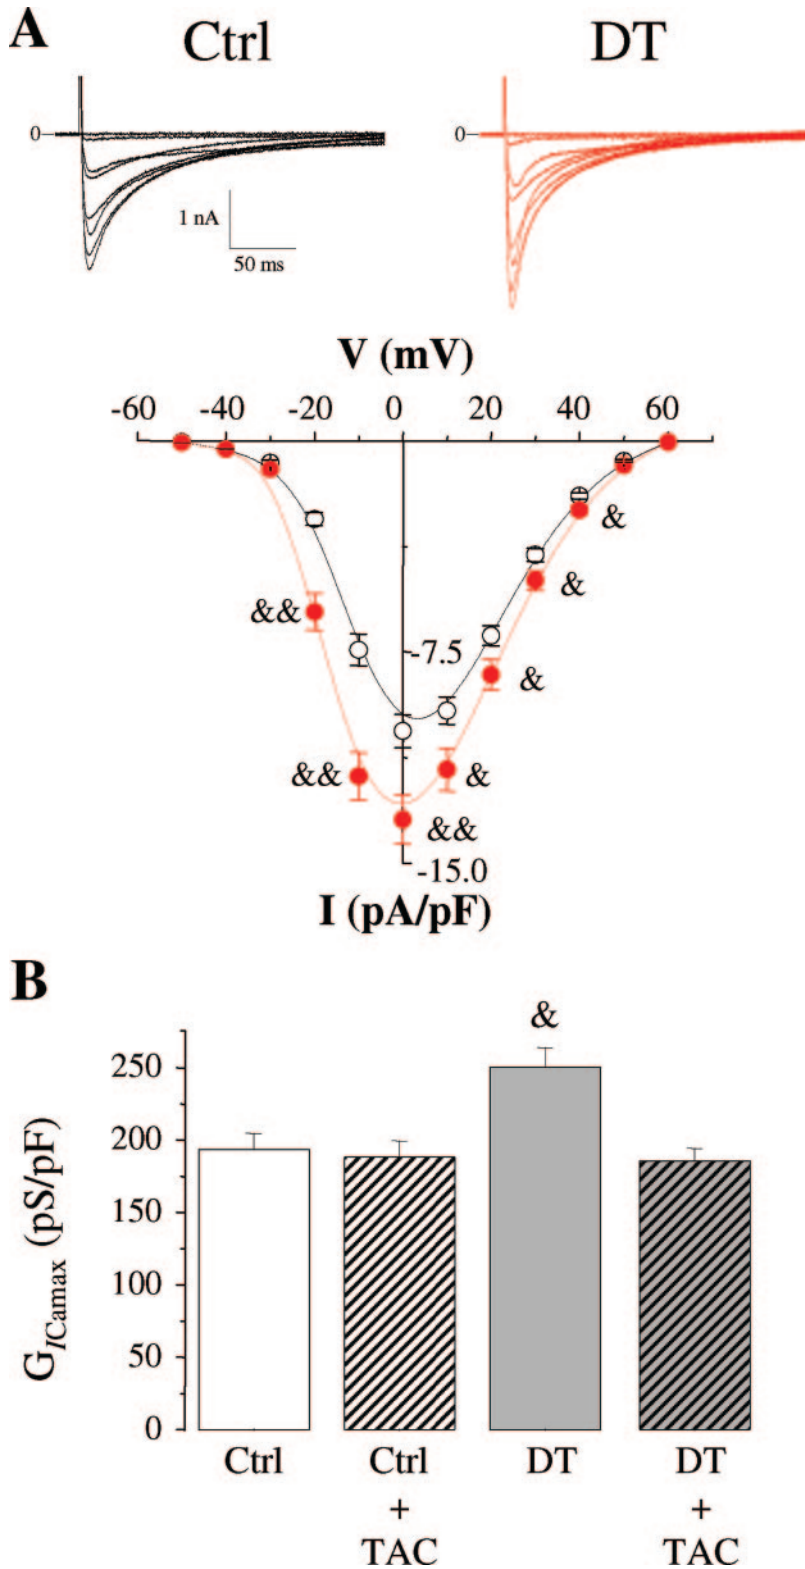 A
Ctrl
DT
0
0
1 nA
50 ms
V (mV)
-60 -40 -20 0 20 40 60
&
&
&&
-7.5
&
&& &
&&
-15.0
I (pA/pF)
B
&
250
200
150
100
50
0
G_ICamax (pS/pF)
Ctrl Ctrl DT DT
+ +
TAC TAC